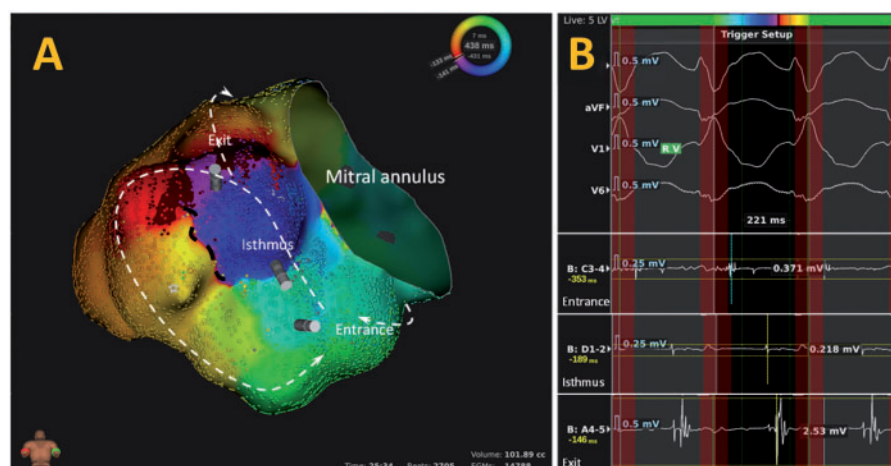 A
7 ms
438 ms
-431 ms
-133 ms
-141 ms
Exit
Mitral annulus
Isthmus
Entrance
Volume: 101.89 cc
B
Live: 5 LV
Trigger Setup
I
0.5 mV
aVF
0.5 mV
V1
0.5 mV
R V
V6
0.5 mV
221 ms
B: C3-4
0.25 mV
0.371 mV
-353 ms
Entrance
B: D1-2
0.25 mV
0.218 mV
-189 ms
Isthmus
B: A4-5
0.5 mV
2.53 mV
-146 ms
Exit